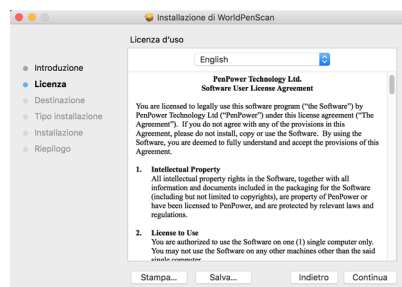 Installazione di WorldPenScan
Licenza d'uso
English
Introduzione
Licenza
Destinazione
Tipo installazione
Installazione
Riepilogo
PenPower Technology Ltd.
Software User License Agreement
You are licensed to legally use this software program ("the Software") by
PenPower Technology Ltd ("PenPower") under this license agreement ("The
Agreement"). If you do not agree with any of the provisions in this
Agreement, please do not install, copy or use the Software. By using the
Software, you are deemed to fully understand and accept the provisions of this
Agreement.
1. Intellectual Property
All intellectual property rights in the Software, together with all
information and documents included in the packaging for the Software
(including but not limited to copyrights), are property of PenPower or
have been licensed to PenPower, and are protected by relevant laws and
regulations.
2. License to Use
You are authorized to use the Software on one (1) single computer only.
You may not use the Software on any other machines other than the said
single computer.
Stampa... Salva... Indietro Continua